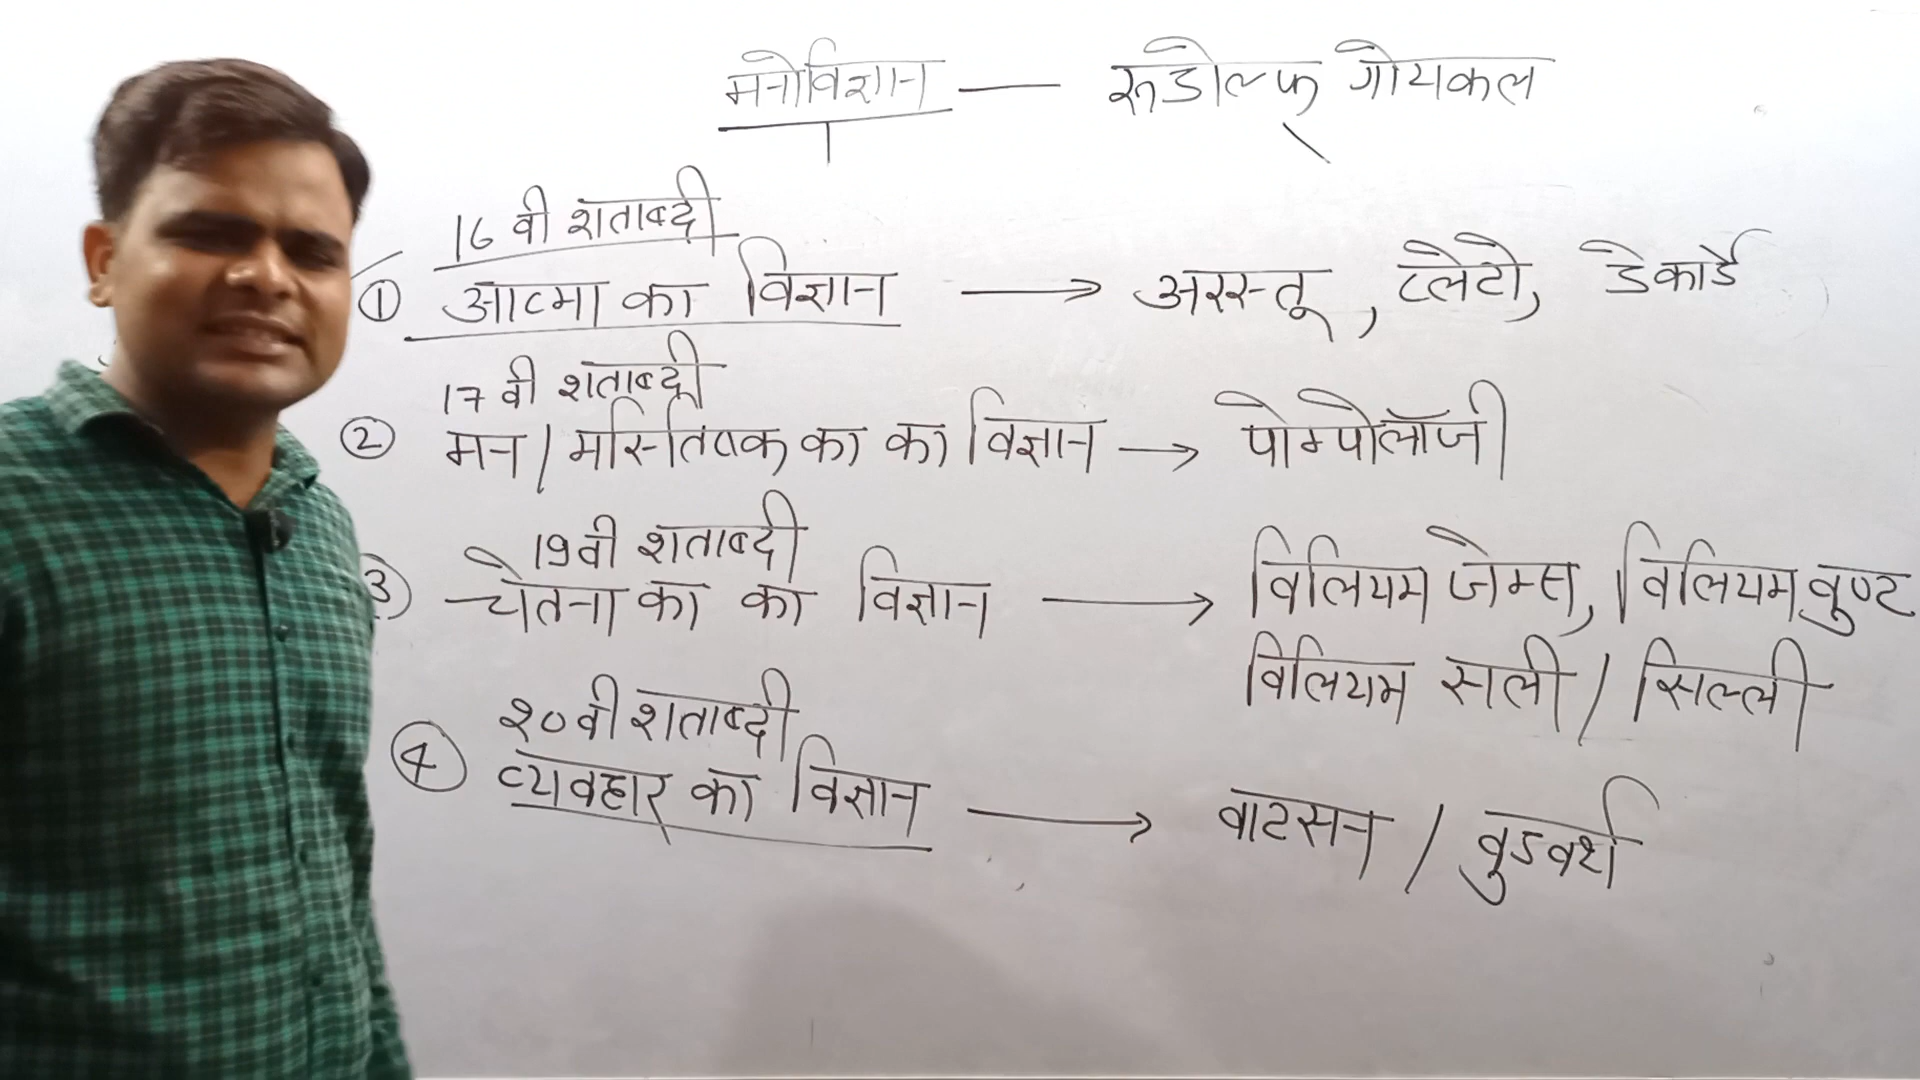 मनोविज्ञान — रूडोल्फ गोयकल
16 वी शताब्दी
① आत्मा का विज्ञान → अरस्तू, प्लेटो, डेकार्डे
17 वी शताब्दी
② मन/मस्तिष्क का का विज्ञान → पोम्पोलॉजी
19वी शताब्दी
③ चेतना का का विज्ञान → विलियम जेम्स, विलियम वुण्ट
विलियम सली / सिल्ली
20वी शताब्दी
④ व्यवहार का विज्ञान → वाटसन / वुडवर्थ